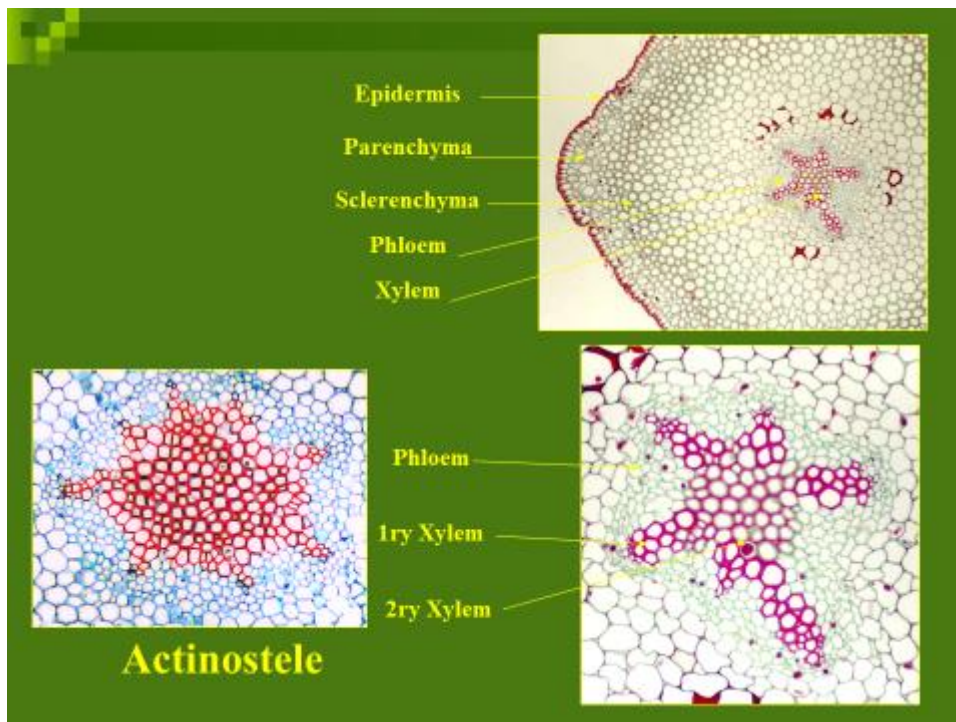 Epidermis
Parenchyma
Sclerenchyma
Phloem
Xylem
Phloem
1ry Xylem
2ry Xylem
Actinostele